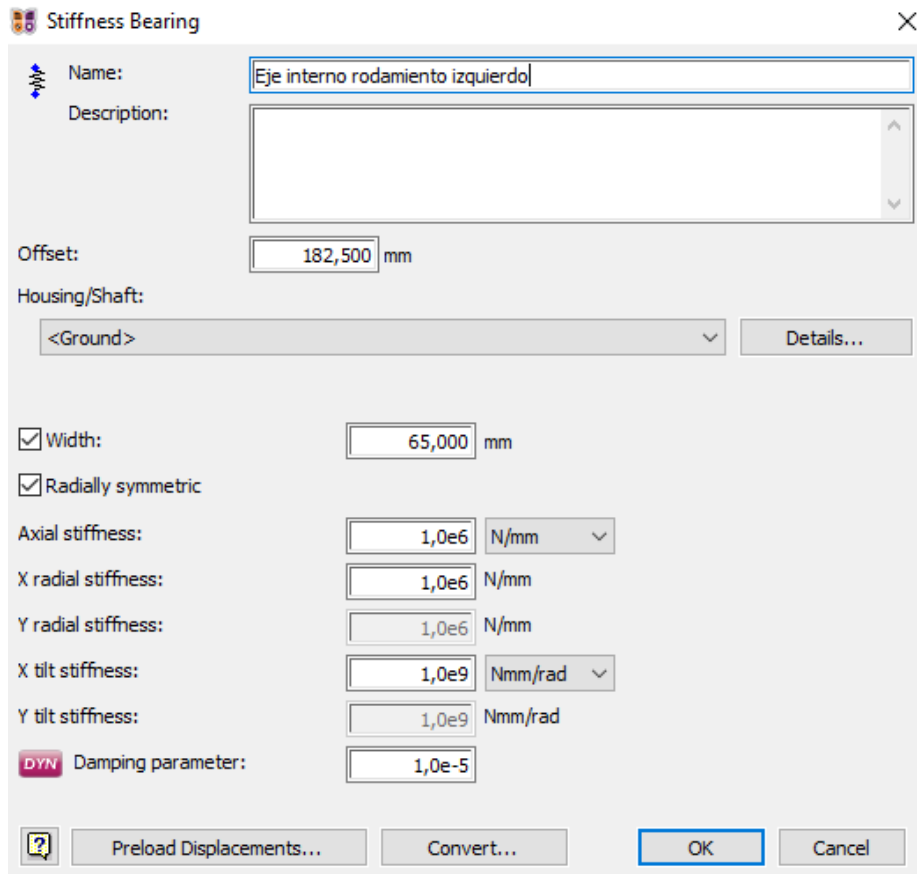 Stiffness Bearing
Name: Eje interno rodamiento izquierdo
Description:
Offset: 182,500 mm
Housing/Shaft:
<Ground> Details...
Width: 65,000 mm
Radially symmetric
Axial stiffness: 1,0e6 N/mm
X radial stiffness: 1,0e6 N/mm
Y radial stiffness: 1,0e6 N/mm
X tilt stiffness: 1,0e9 Nmm/rad
Y tilt stiffness: 1,0e9 Nmm/rad
DYN Damping parameter: 1,0e-5
? Preload Displacements... Convert... OK Cancel